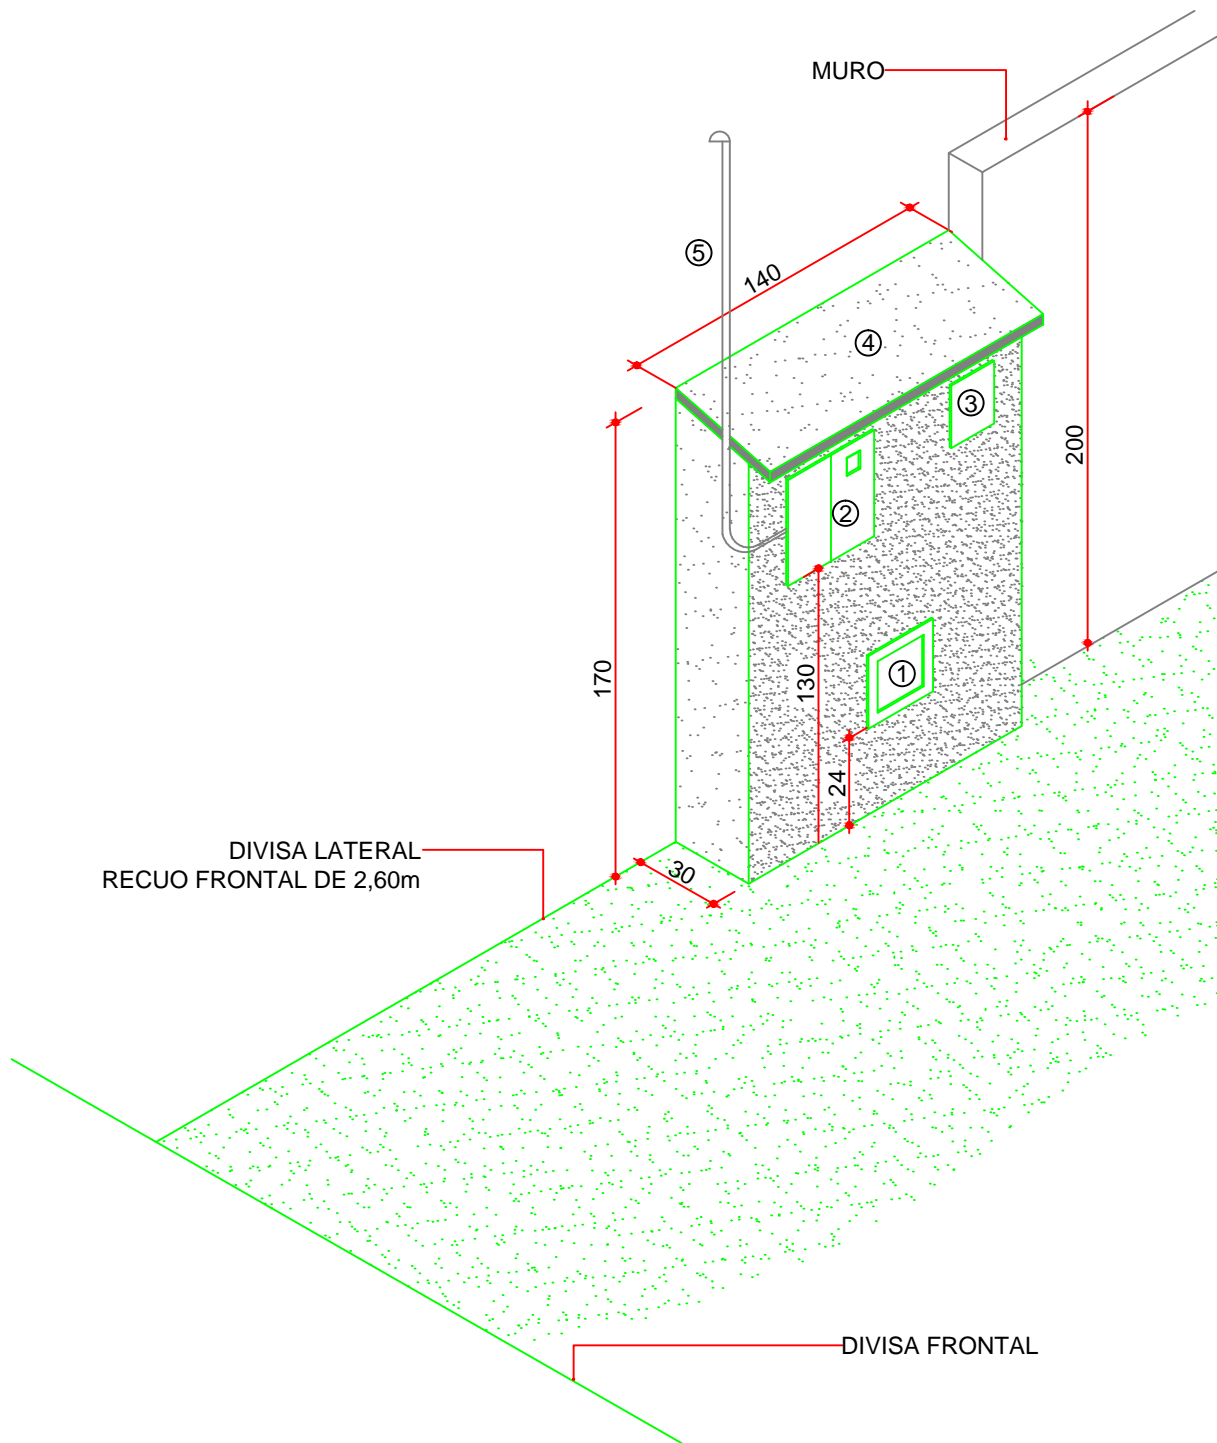 MURO
⑤
140
④
③
200
②
170
130
①
24
DIVISA LATERAL
RECUO FRONTAL DE 2,60m
30
DIVISA FRONTAL